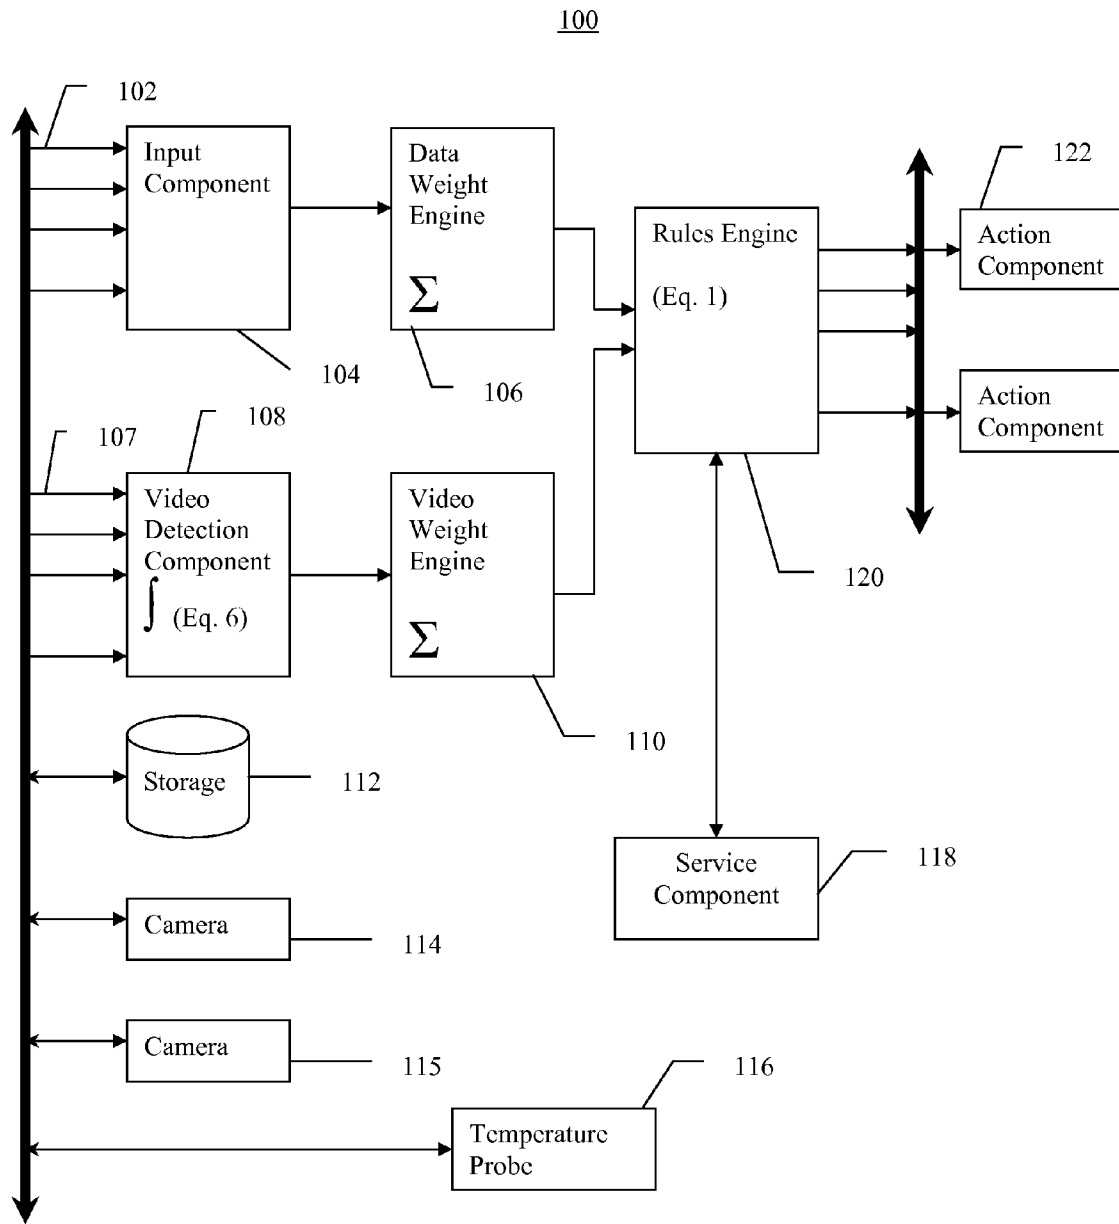 100
102
Input
Component
104
Data
Weight
Engine
Σ
106
Rules Engine
(Eq. 1)
120
122
Action
Component
Action
Component
107
108
Video
Detection
Component
∫ (Eq. 6)
Video
Weight
Engine
Σ
110
Storage
112
Service
Component
118
Camera
114
Camera
115
Temperature
Probe
116